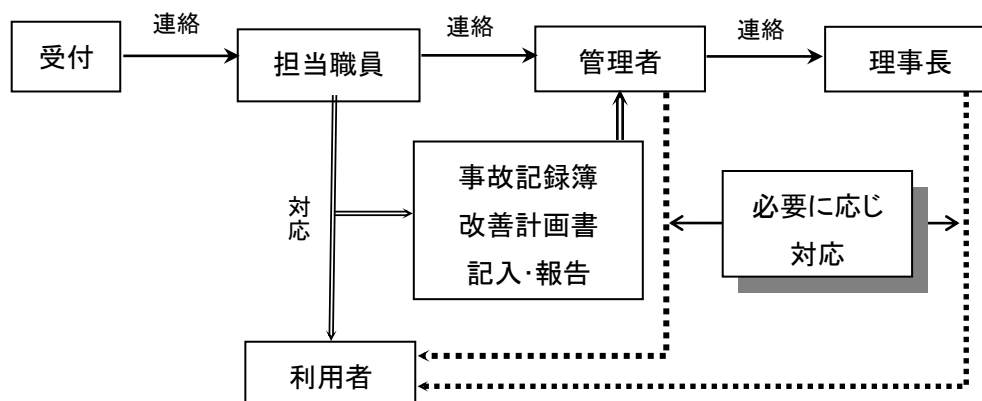 連絡
連絡
連絡
受付
担当職員
管理者
理事長
事故記録簿
改善計画書
記入・報告
必要に応じ
対応
対応
利用者